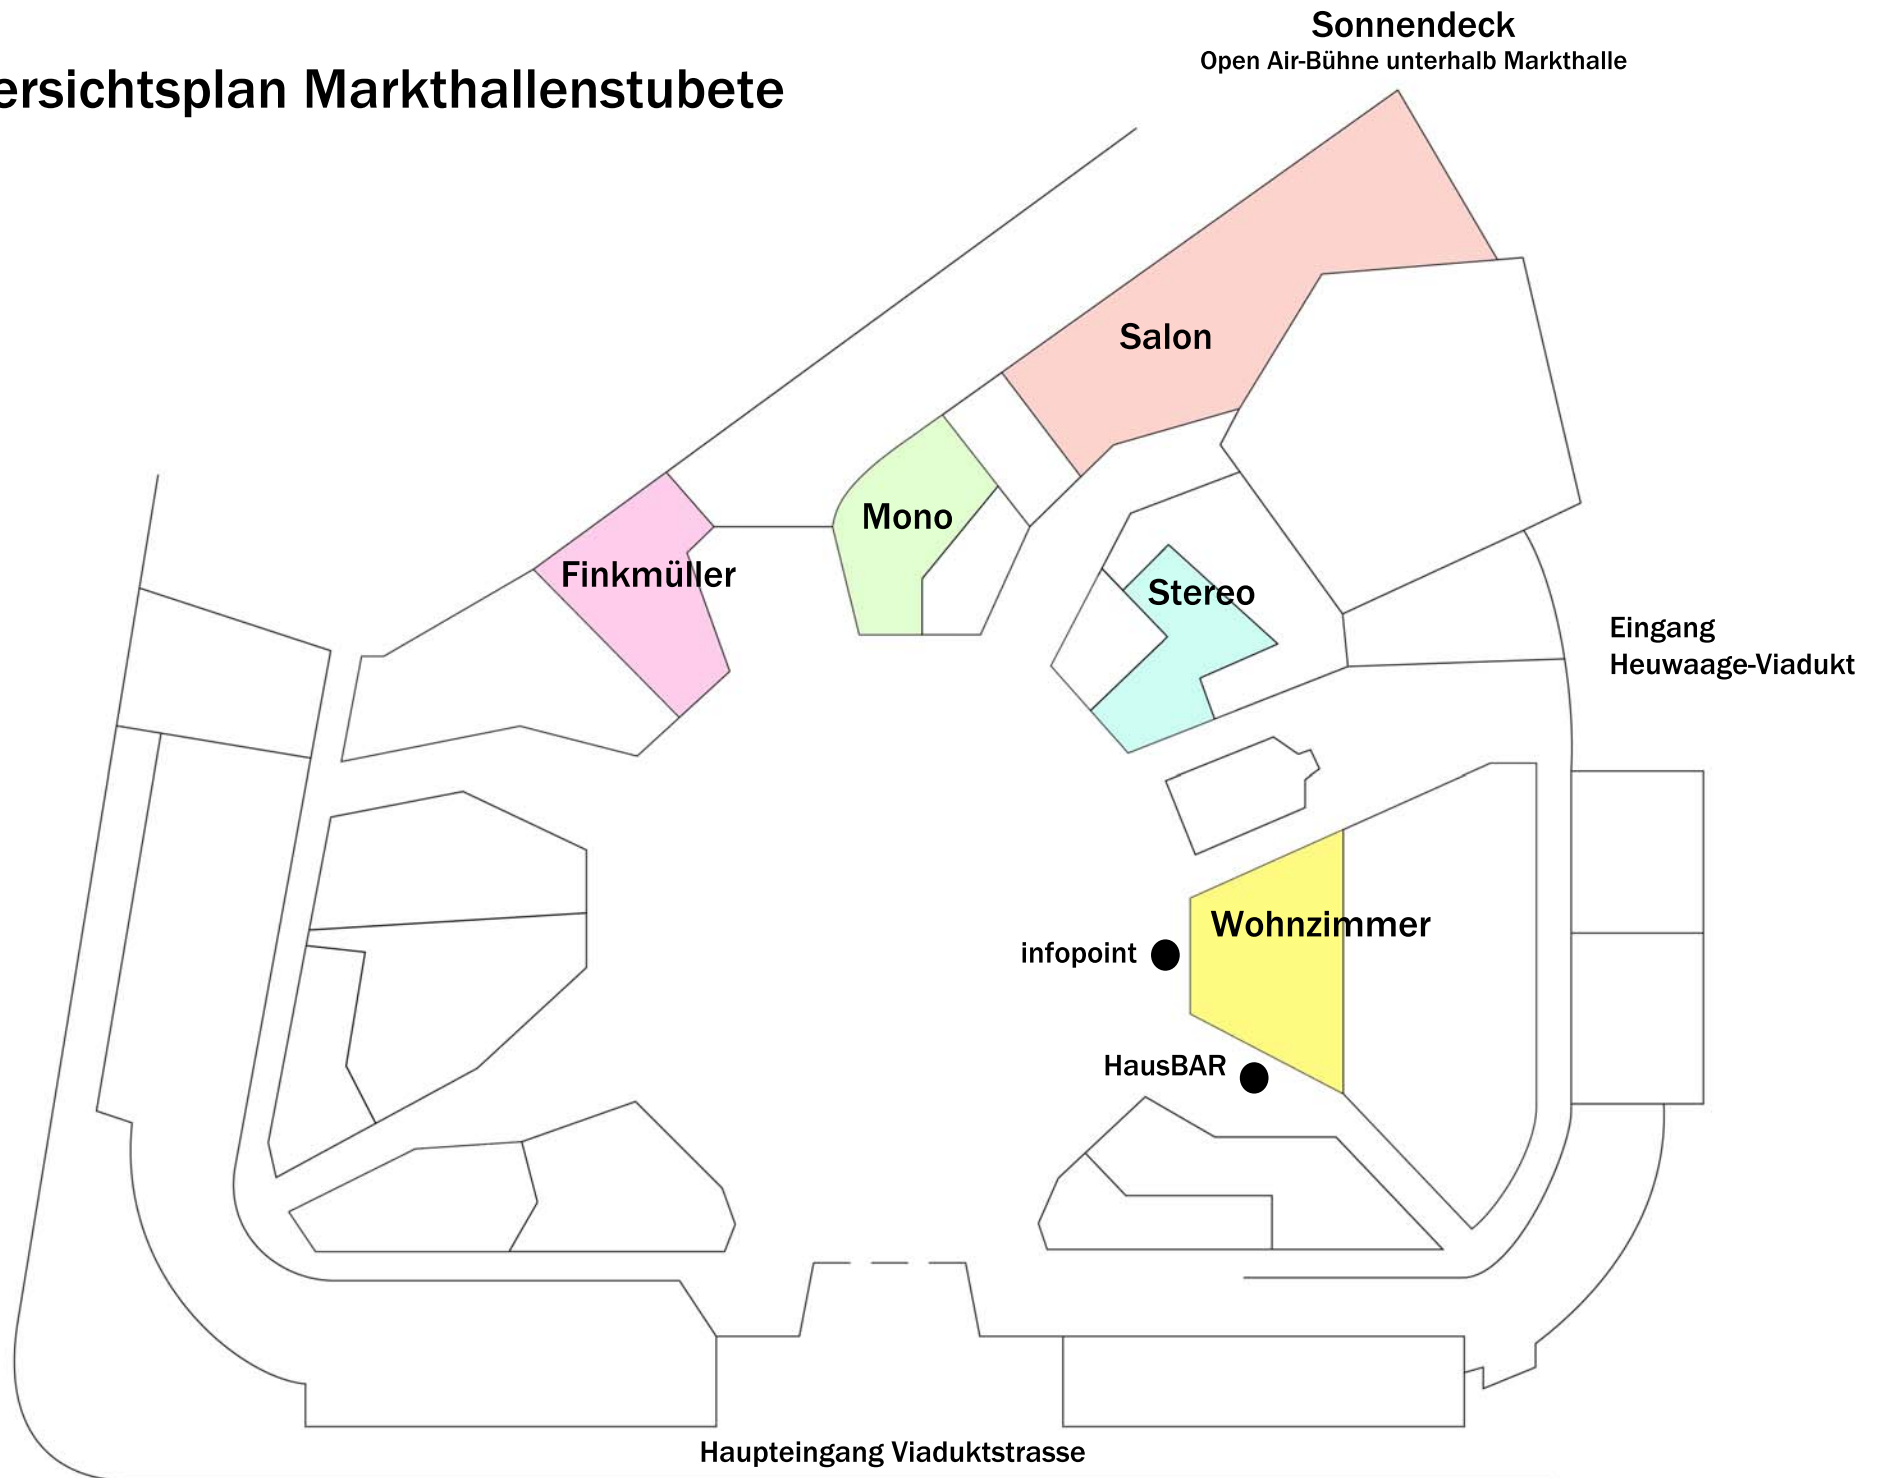 Sonnendeck
Open Air-Bühne unterhalb Markthalle
ersichtsplan Markthallenstubete
Salon
Mono
Finkmüller
Stereo
Eingang
Heuwaage-Viadukt
Wohnzimmer
infopoint
HausBAR
Haupteingang Viaduktstrasse